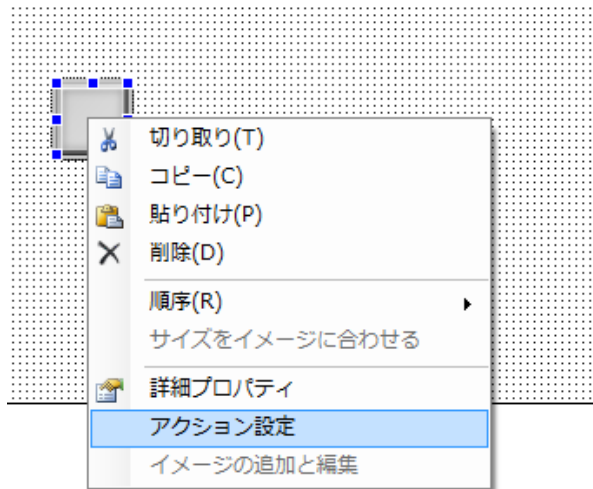 切り取り(T)
コピー(C)
貼り付け(P)
削除(D)
順序(R)
サイズをイメージに合わせる
詳細プロパティ
アクション設定
イメージの追加と編集